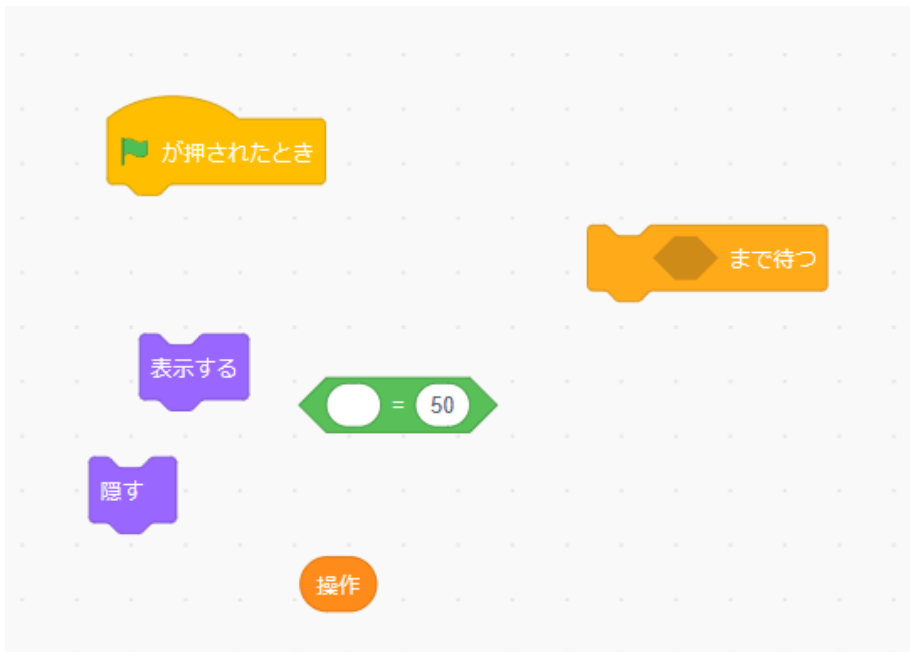 が押されたとき
まで待つ
表示する
= 50
隠す
操作